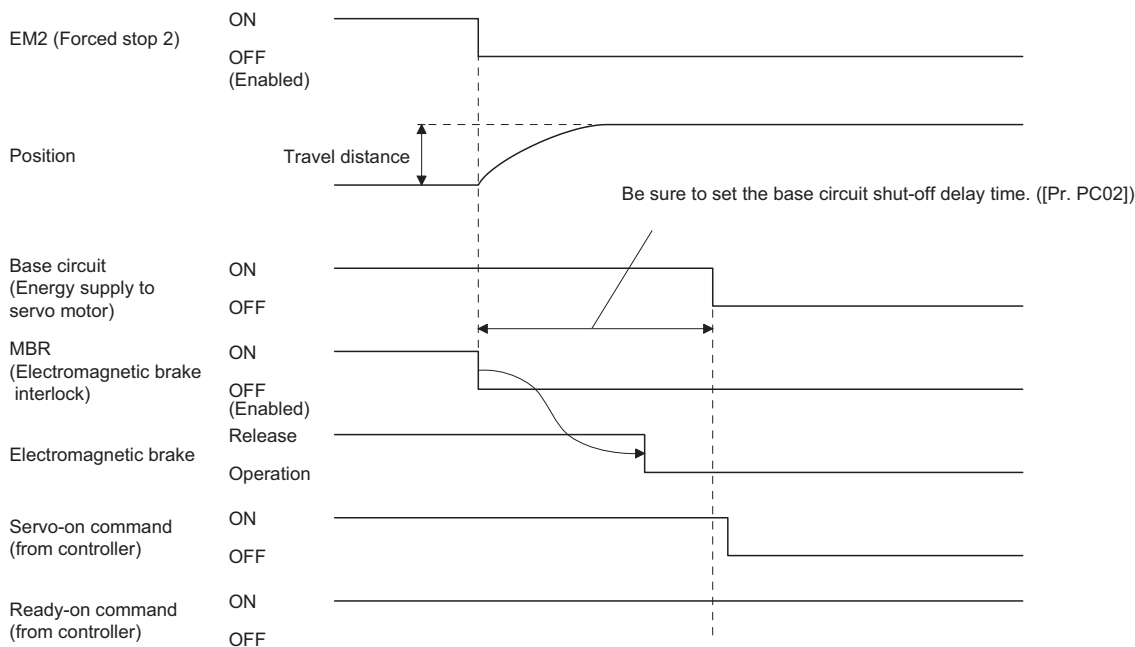 EM2 (Forced stop 2)
ON
OFF
(Enabled)
Position
Travel distance
Be sure to set the base circuit shut-off delay time. ([Pr. PC02])
Base circuit
(Energy supply to
servo motor)
ON
OFF
MBR
(Electromagnetic brake
interlock)
ON
OFF
(Enabled)
Electromagnetic brake
Release
Operation
Servo-on command
(from controller)
ON
OFF
Ready-on command
(from controller)
ON
OFF